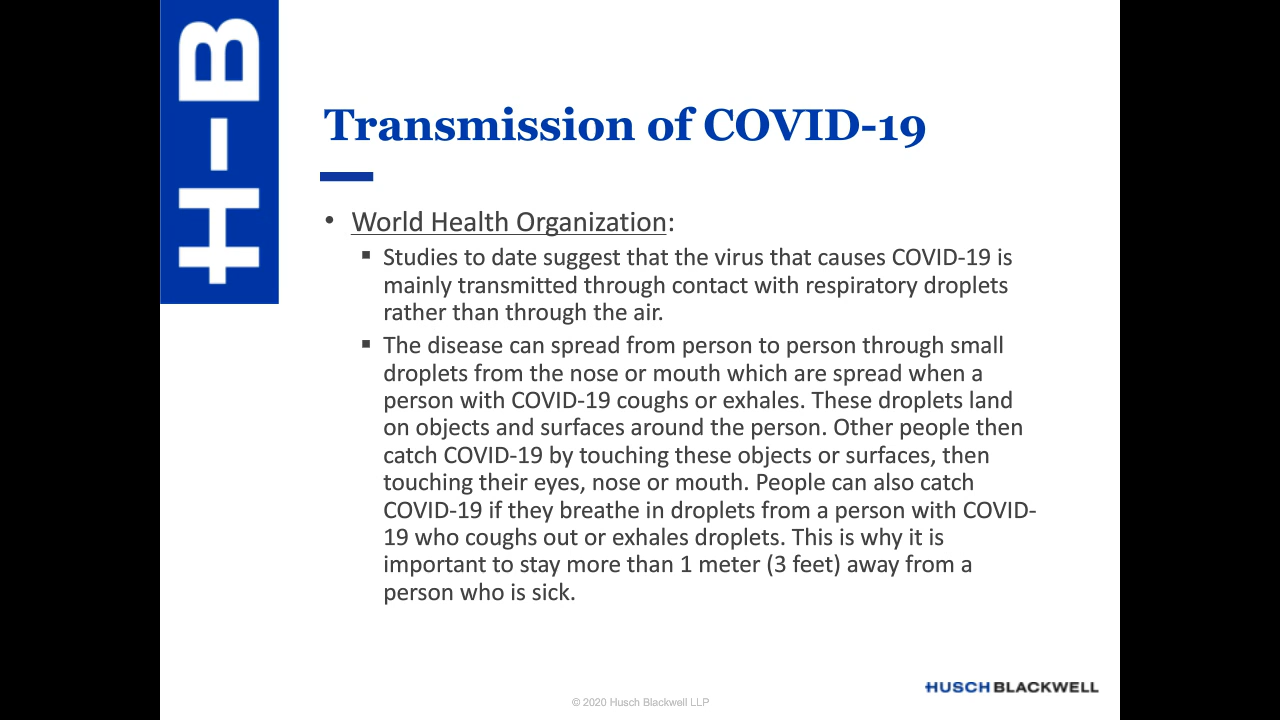 H-B
Transmission of COVID-19
• World Health Organization:
▪ Studies to date suggest that the virus that causes COVID-19 is
mainly transmitted through contact with respiratory droplets
rather than through the air.
▪ The disease can spread from person to person through small
droplets from the nose or mouth which are spread when a
person with COVID-19 coughs or exhales. These droplets land
on objects and surfaces around the person. Other people then
catch COVID-19 by touching these objects or surfaces, then
touching their eyes, nose or mouth. People can also catch
COVID-19 if they breathe in droplets from a person with COVID-
19 who coughs out or exhales droplets. This is why it is
important to stay more than 1 meter (3 feet) away from a
person who is sick.
HUSCH BLACKWELL
© 2020 Husch Blackwell LLP